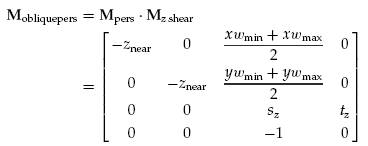 M_obliquepers = M_pers · M_z shear
= [ −z_near 0 (xw_min + xw_max)/2 0
0 −z_near (yw_min + yw_max)/2 0
0 0 s_z t_z
0 0 −1 0 ]